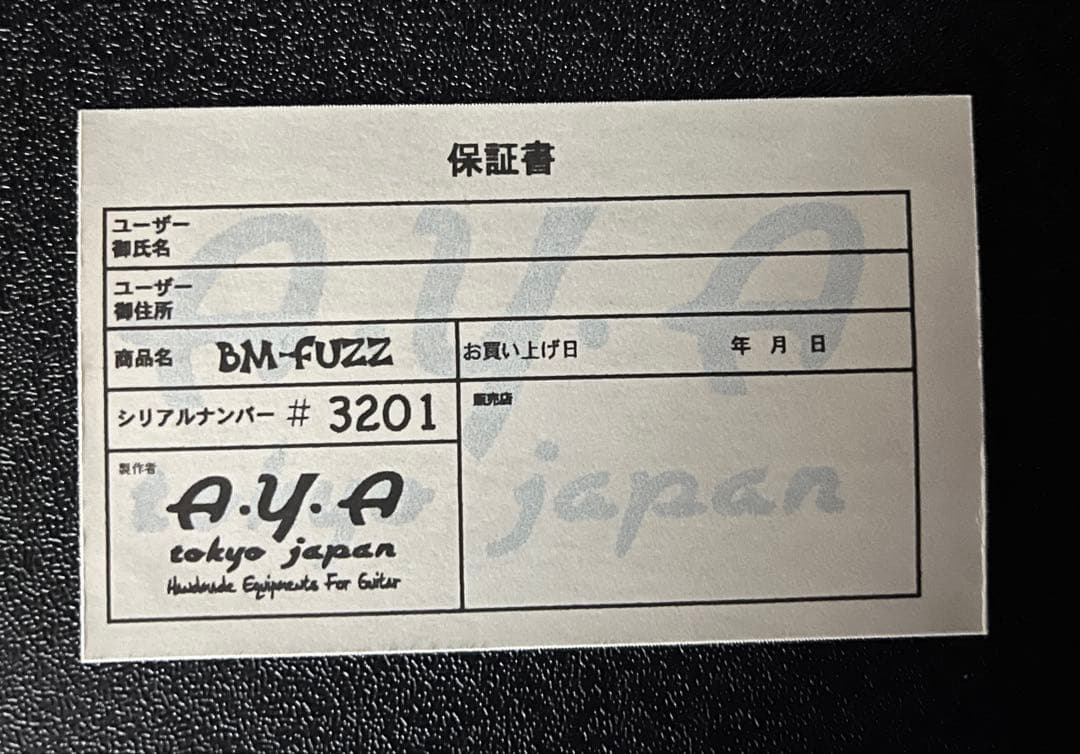 保証書
ユーザー
御氏名
ユーザー
御住所
商品名 BM-FUZZ
お買い上げ日 年 月 日
シリアルナンバー # 3201
販売店
製作者
A.Y.A
tokyo japan
Handmade Equipments For Guitar
A.Y.A
tokyo japan